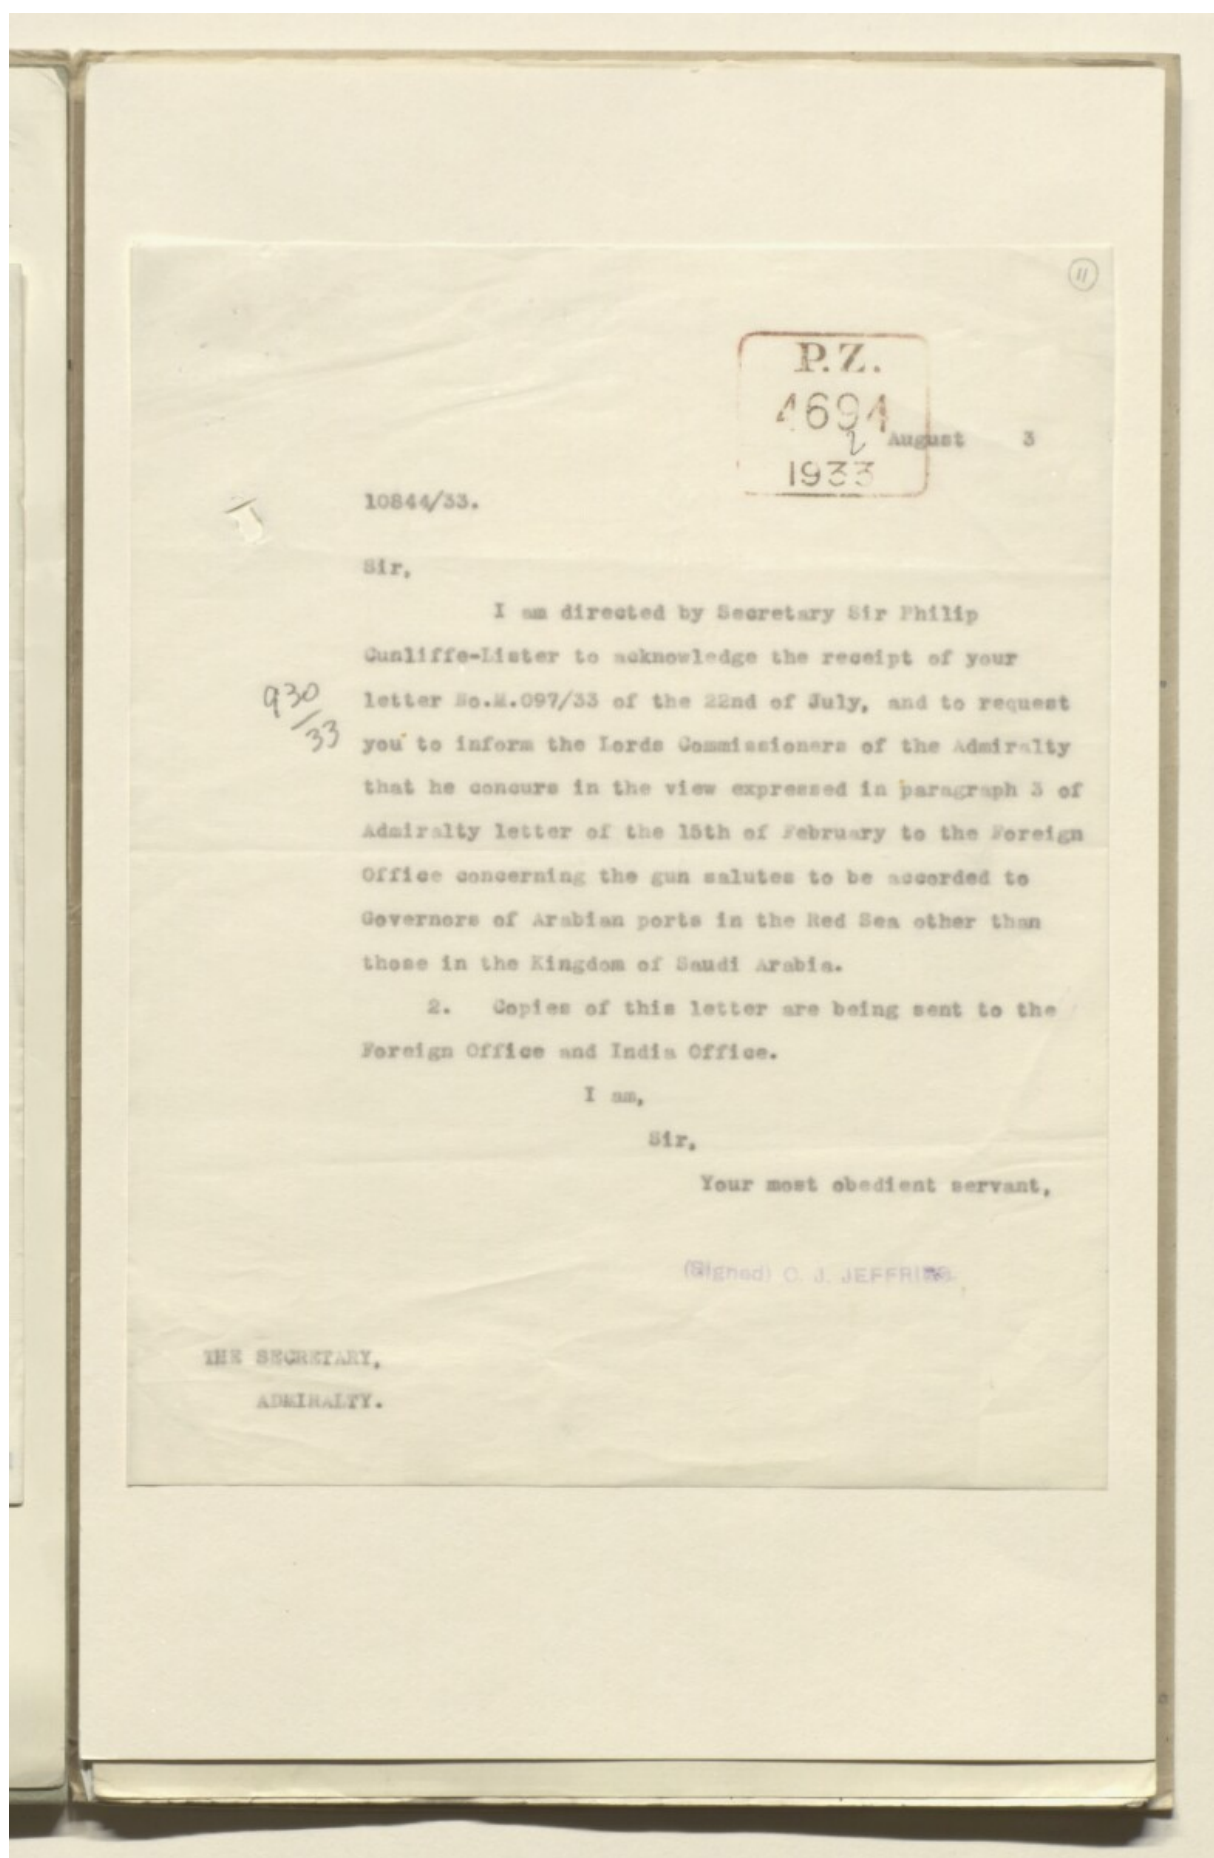 11
P.Z.
4694
2 August 3
1933
10844/33.
Sir,
I am directed by Secretary Sir Philip
Cunliffe-Lister to acknowledge the receipt of your
930
/33
letter No.M.097/33 of the 22nd of July, and to request
you to inform the Lords Commissioners of the Admiralty
that he concurs in the view expressed in paragraph 3 of
Admiralty letter of the 15th of February to the Foreign
Office concerning the gun salutes to be accorded to
Governors of Arabian ports in the Red Sea other than
those in the Kingdom of Saudi Arabia.
2. Copies of this letter are being sent to the
Foreign Office and India Office.
I am,
Sir,
Your most obedient servant,
(Signed) C. J. JEFFRIES.
THE SECRETARY,
ADMIRALTY.